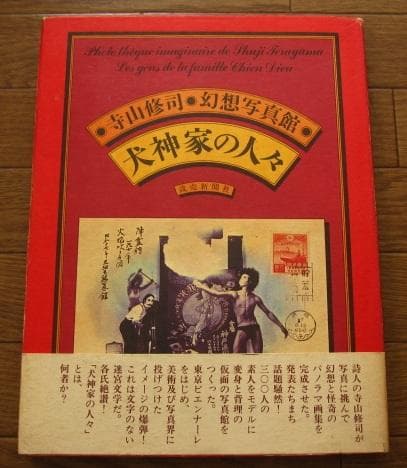 Photothèque imaginaire de Shuji Terayama
Les gens de la famille Chien Dieu
寺山修司●幻想写真館●
犬神家の人々
読売新聞社
詩人の寺山修司が
写真に挑んで
幻想と怪奇の
パノラマ画集を
完成させた。
発表たちまち
話題騒然!
三〇〇人の
素人をモデルに
変身と背理の
仮面の写真館を
つくった。
東京ビエンナーレ
をはじめ、
美術及び写真界に
投げつけた
イメージの爆弾!
これは文字のない
迷宮文学だ。
各氏絶讃!
「犬神家の人々」
とは、
何者か?